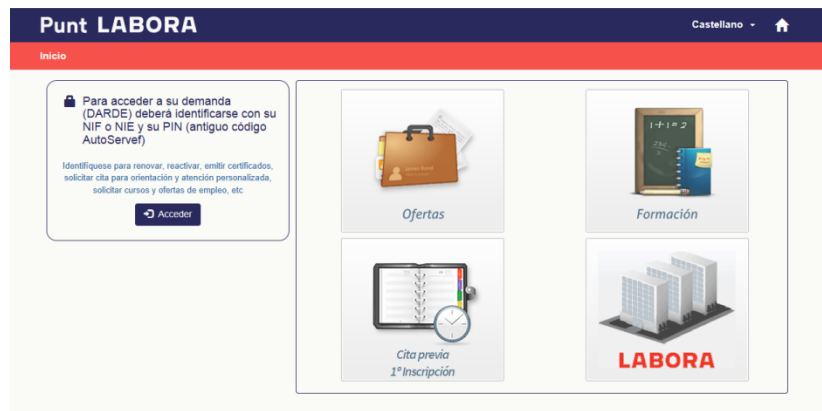 Punt LABORA
Castellano
Inicio
Para acceder a su demanda
(DARDE) deberá identificarse con su
NIF o NIE y su PIN (antiguo código
AutoServef)
Identifíquese para renovar, reactivar, emitir certificados,
solicitar cita para orientación y atención personalizada,
solicitar cursos y ofertas de empleo, etc
Acceder
Ofertas
1+1=2
Formación
Cita previa
1ª Inscripción
LABORA